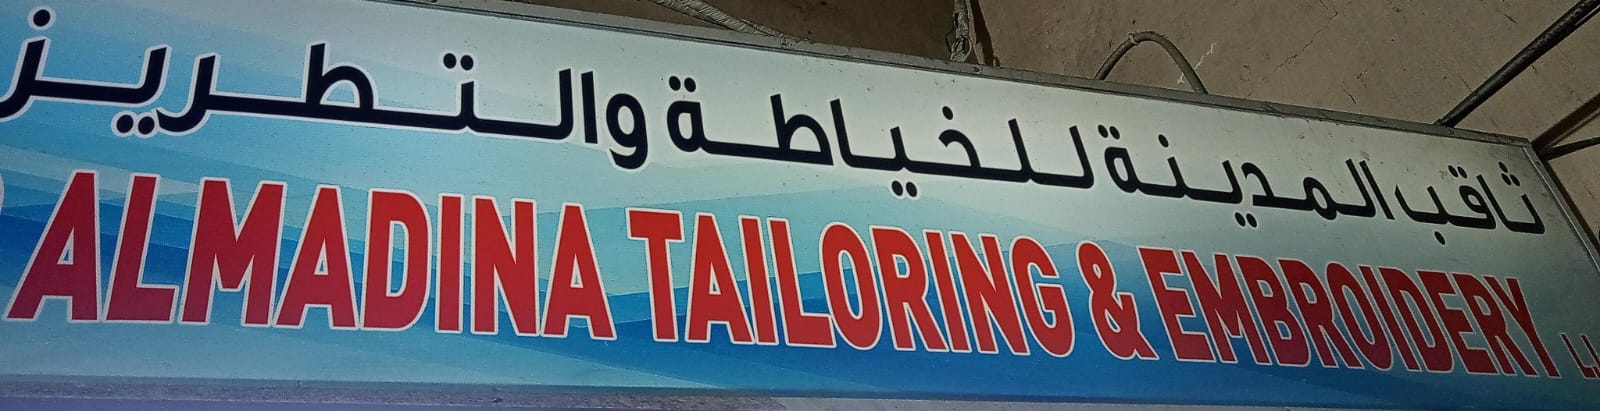 ثاقب المدينة للخياطة والتطريز
ALMADINA TAILORING & EMBROIDERY